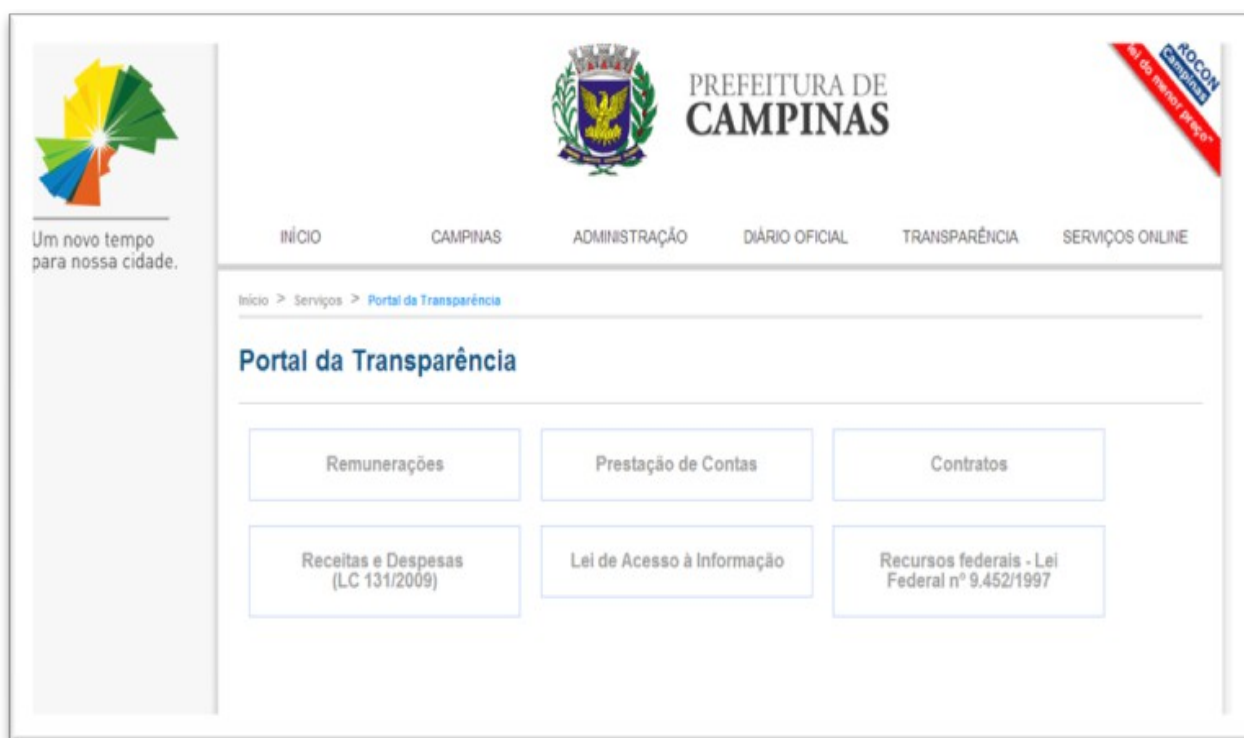 PREFEITURA DE
CAMPINAS
ROCON
Campinas
lei do menor preço"
Um novo tempo
para nossa cidade.
INÍCIO CAMPINAS ADMINISTRAÇÃO DIÁRIO OFICIAL TRANSPARÊNCIA SERVIÇOS ONLINE
Início > Serviços > Portal da Transparência
Portal da Transparência
Remunerações Prestação de Contas Contratos
Receitas e Despesas
(LC 131/2009)
Lei de Acesso à Informação
Recursos federais - Lei
Federal nº 9.452/1997